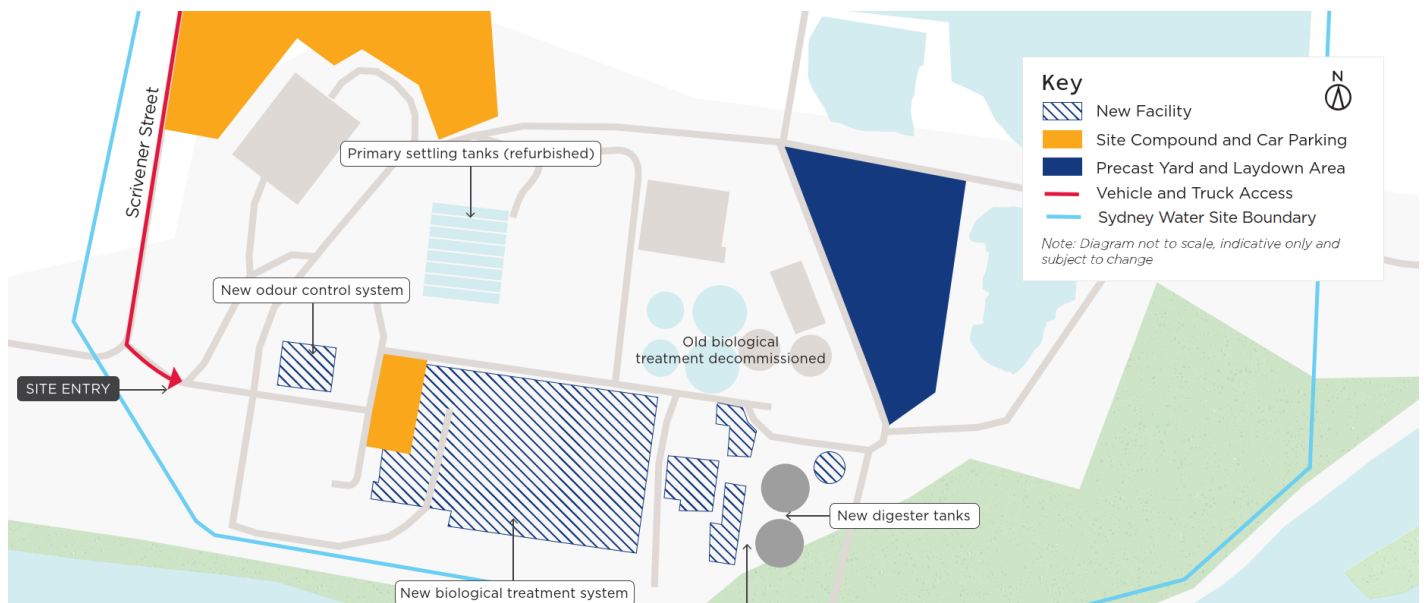 Key
N
New Facility
Site Compound and Car Parking
Precast Yard and Laydown Area
Vehicle and Truck Access
Sydney Water Site Boundary
Note: Diagram not to scale, indicative only and
subject to change
Scrivener Street
Primary settling tanks (refurbished)
New odour control system
Old biological
treatment decommissioned
SITE ENTRY
New digester tanks
New biological treatment system